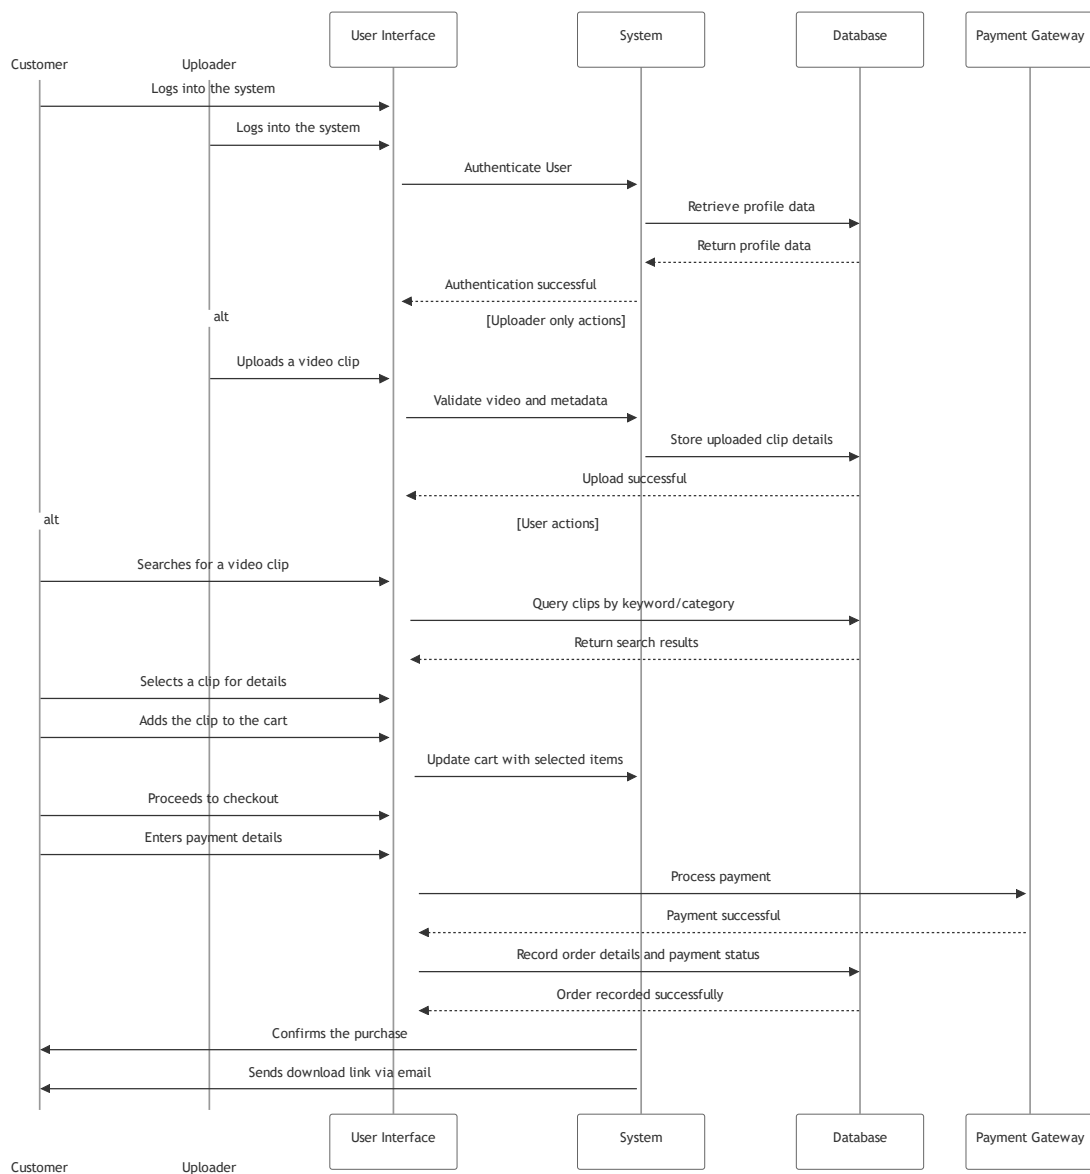 User Interface
System
Database
Payment Gateway
Customer
Uploader
Logs into the system
Logs into the system
Authenticate User
Retrieve profile data
Return profile data
Authentication successful
alt
[Uploader only actions]
Uploads a video clip
Validate video and metadata
Store uploaded clip details
Upload successful
alt
[User actions]
Searches for a video clip
Query clips by keyword/category
Return search results
Selects a clip for details
Adds the clip to the cart
Update cart with selected items
Proceeds to checkout
Enters payment details
Process payment
Payment successful
Record order details and payment status
Order recorded successfully
Confirms the purchase
Sends download link via email
User Interface
System
Database
Payment Gateway
Customer
Uploader